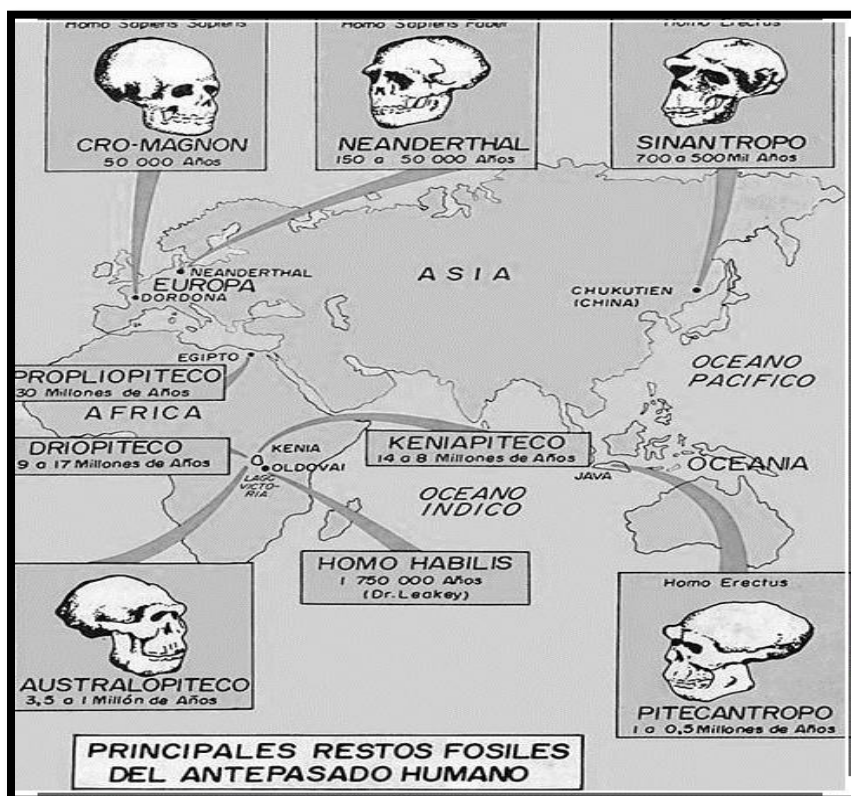 Homo Sapiens Sapiens
CRO-MAGNON
50 000 Años
Homo Sapiens Faber
NEANDERTHAL
150 a 50 000 Años
Homo Erectus
SINANTROPO
700 a 500 Mil Años
NEANDERTHAL
EUROPA
DORDONA
ASIA
CHUKUTIEN
(CHINA)
OCEANO
PACIFICO
EGIPTO
PROPLIOPITECO
30 Millones de Años
AFRICA
DRIOPITECO
9 a 17 Millones de Años
KENIA
OLDOVAI
LAGO
VICTO-
RIA
KENIAPITECO
14 a 8 Millones de Años
JAVA
OCEANIA
OCEANO
INDICO
HOMO HABILIS
1 750 000 Años
(Dr. Leakey)
AUSTRALOPITECO
3,5 a 1 Millón de Años
Homo Erectus
PITECANTROPO
1 a 0,5 Millones de Años
PRINCIPALES RESTOS FOSILES
DEL ANTEPASADO HUMANO